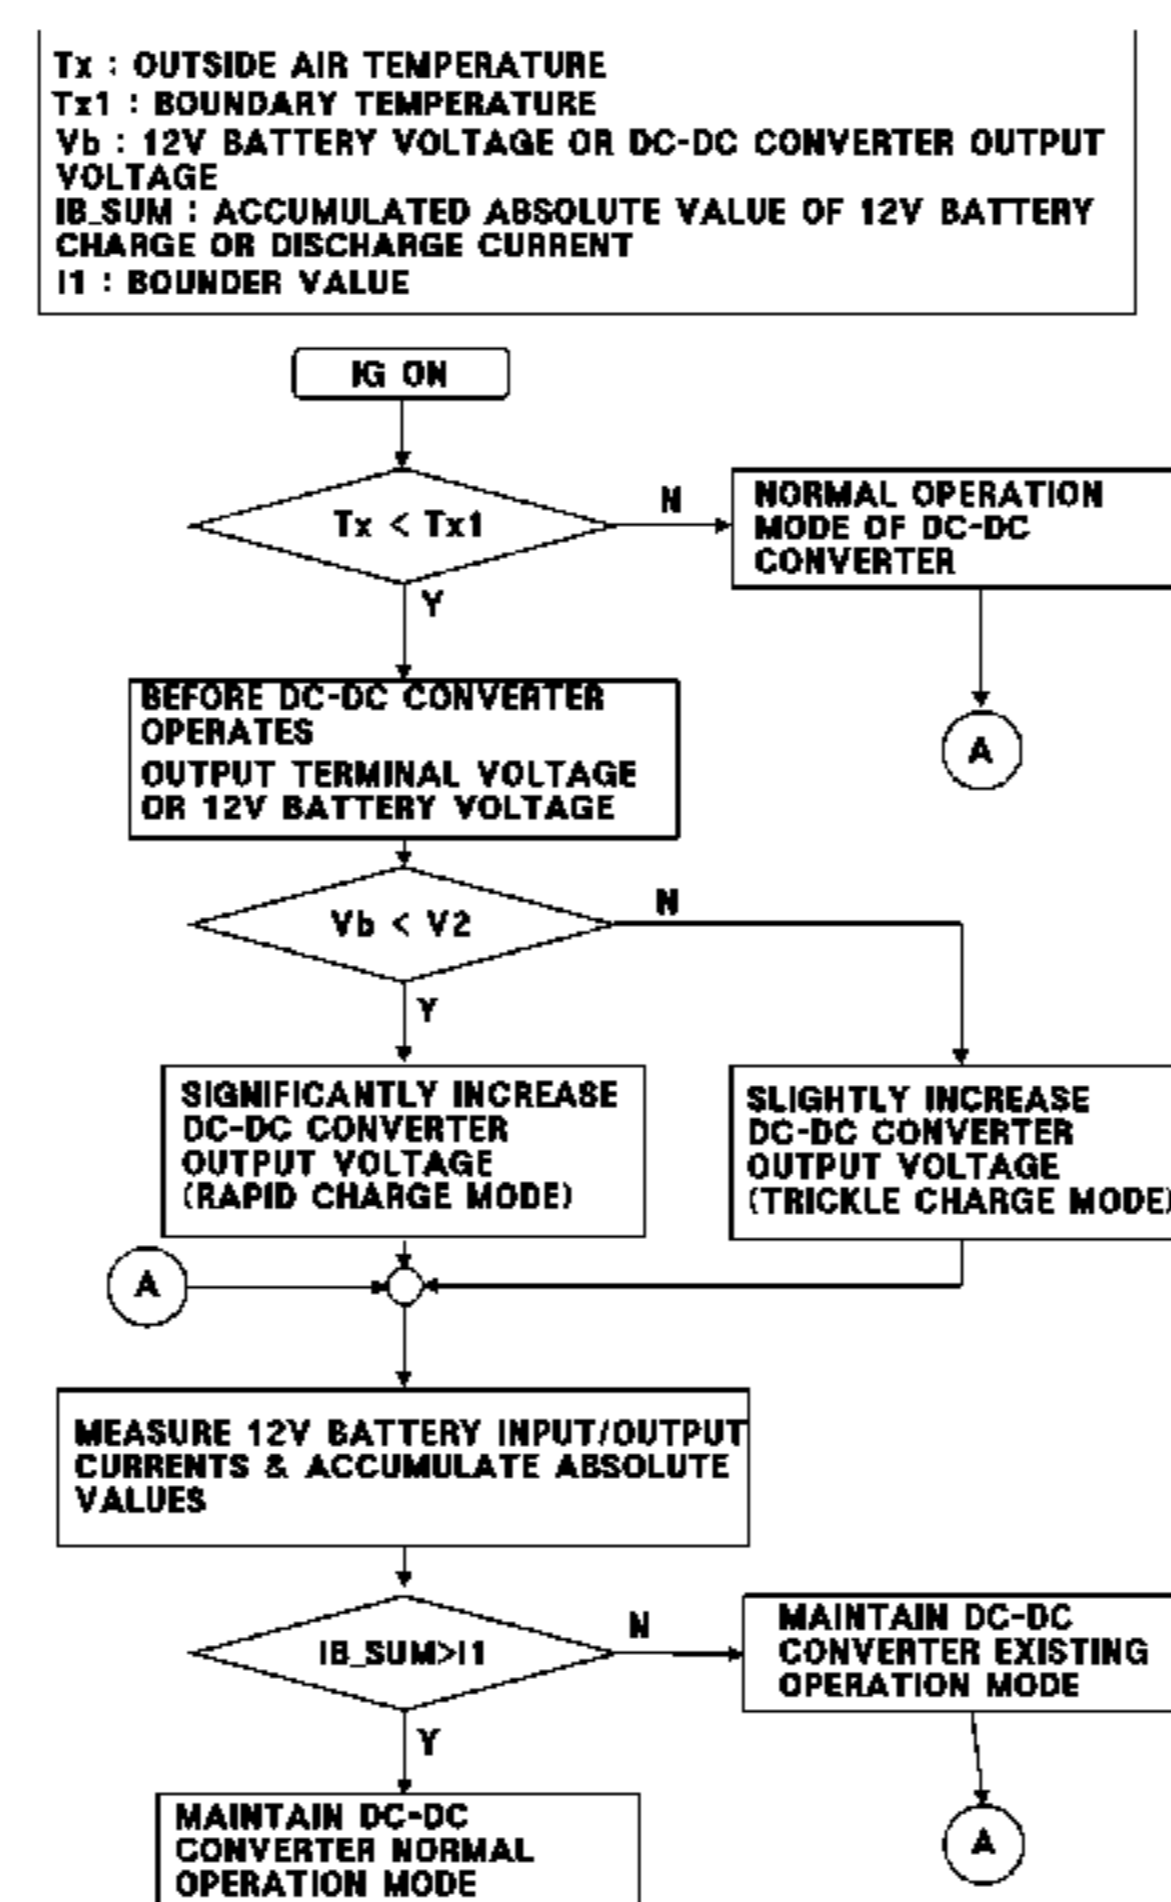 Tx : OUTSIDE AIR TEMPERATURE
Tx1 : BOUNDARY TEMPERATURE
Vb : 12V BATTERY VOLTAGE OR DC-DC CONVERTER OUTPUT
VOLTAGE
IB_SUM : ACCUMULATED ABSOLUTE VALUE OF 12V BATTERY
CHARGE OR DISCHARGE CURRENT
I1 : BOUNDER VALUE
IG ON
Tx < Tx1
N
NORMAL OPERATION
MODE OF DC-DC
CONVERTER
Y
A
BEFORE DC-DC CONVERTER
OPERATES
OUTPUT TERMINAL VOLTAGE
OR 12V BATTERY VOLTAGE
Vb < V2
N
Y
SIGNIFICANTLY INCREASE
DC-DC CONVERTER
OUTPUT VOLTAGE
(RAPID CHARGE MODE)
SLIGHTLY INCREASE
DC-DC CONVERTER
OUTPUT VOLTAGE
(TRICKLE CHARGE MODE)
A
MEASURE 12V BATTERY INPUT/OUTPUT
CURRENTS & ACCUMULATE ABSOLUTE
VALUES
IB_SUM>I1
N
MAINTAIN DC-DC
CONVERTER EXISTING
OPERATION MODE
Y
A
MAINTAIN DC-DC
CONVERTER NORMAL
OPERATION MODE